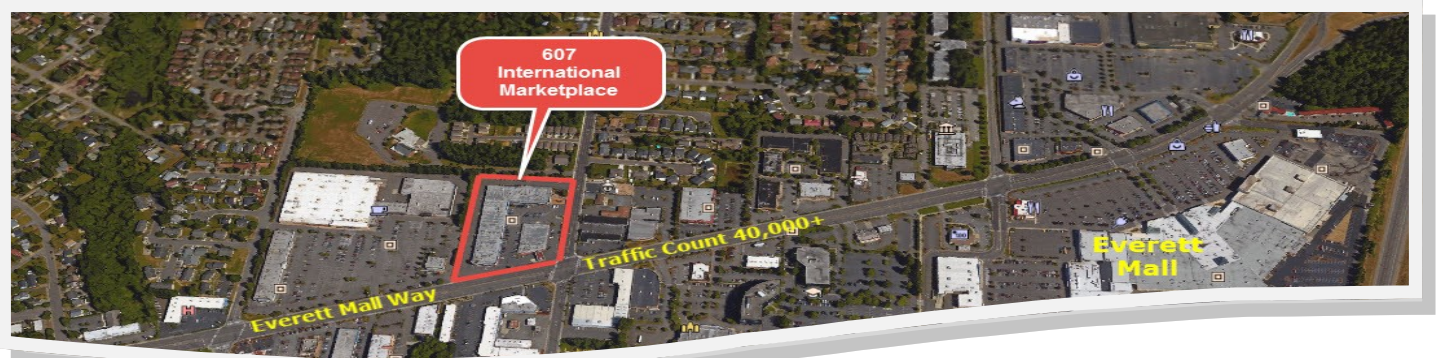 607
International
Marketplace
Traffic Count 40,000+
Everett
Mall
Everett Mall Way